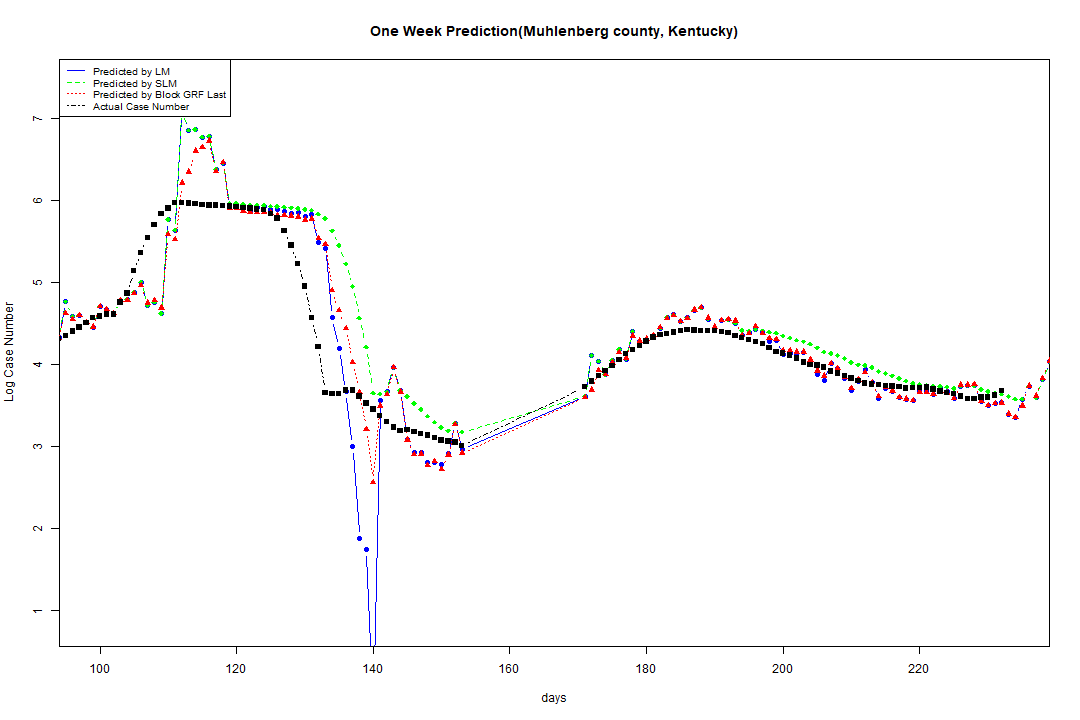 One Week Prediction(Muhlenberg county, Kentucky)
Predicted by LM
Predicted by SLM
Predicted by Block GRF Last
Actual Case Number
7
6
5
4
3
2
1
Log Case Number
100 120 140 160 180 200 220
days